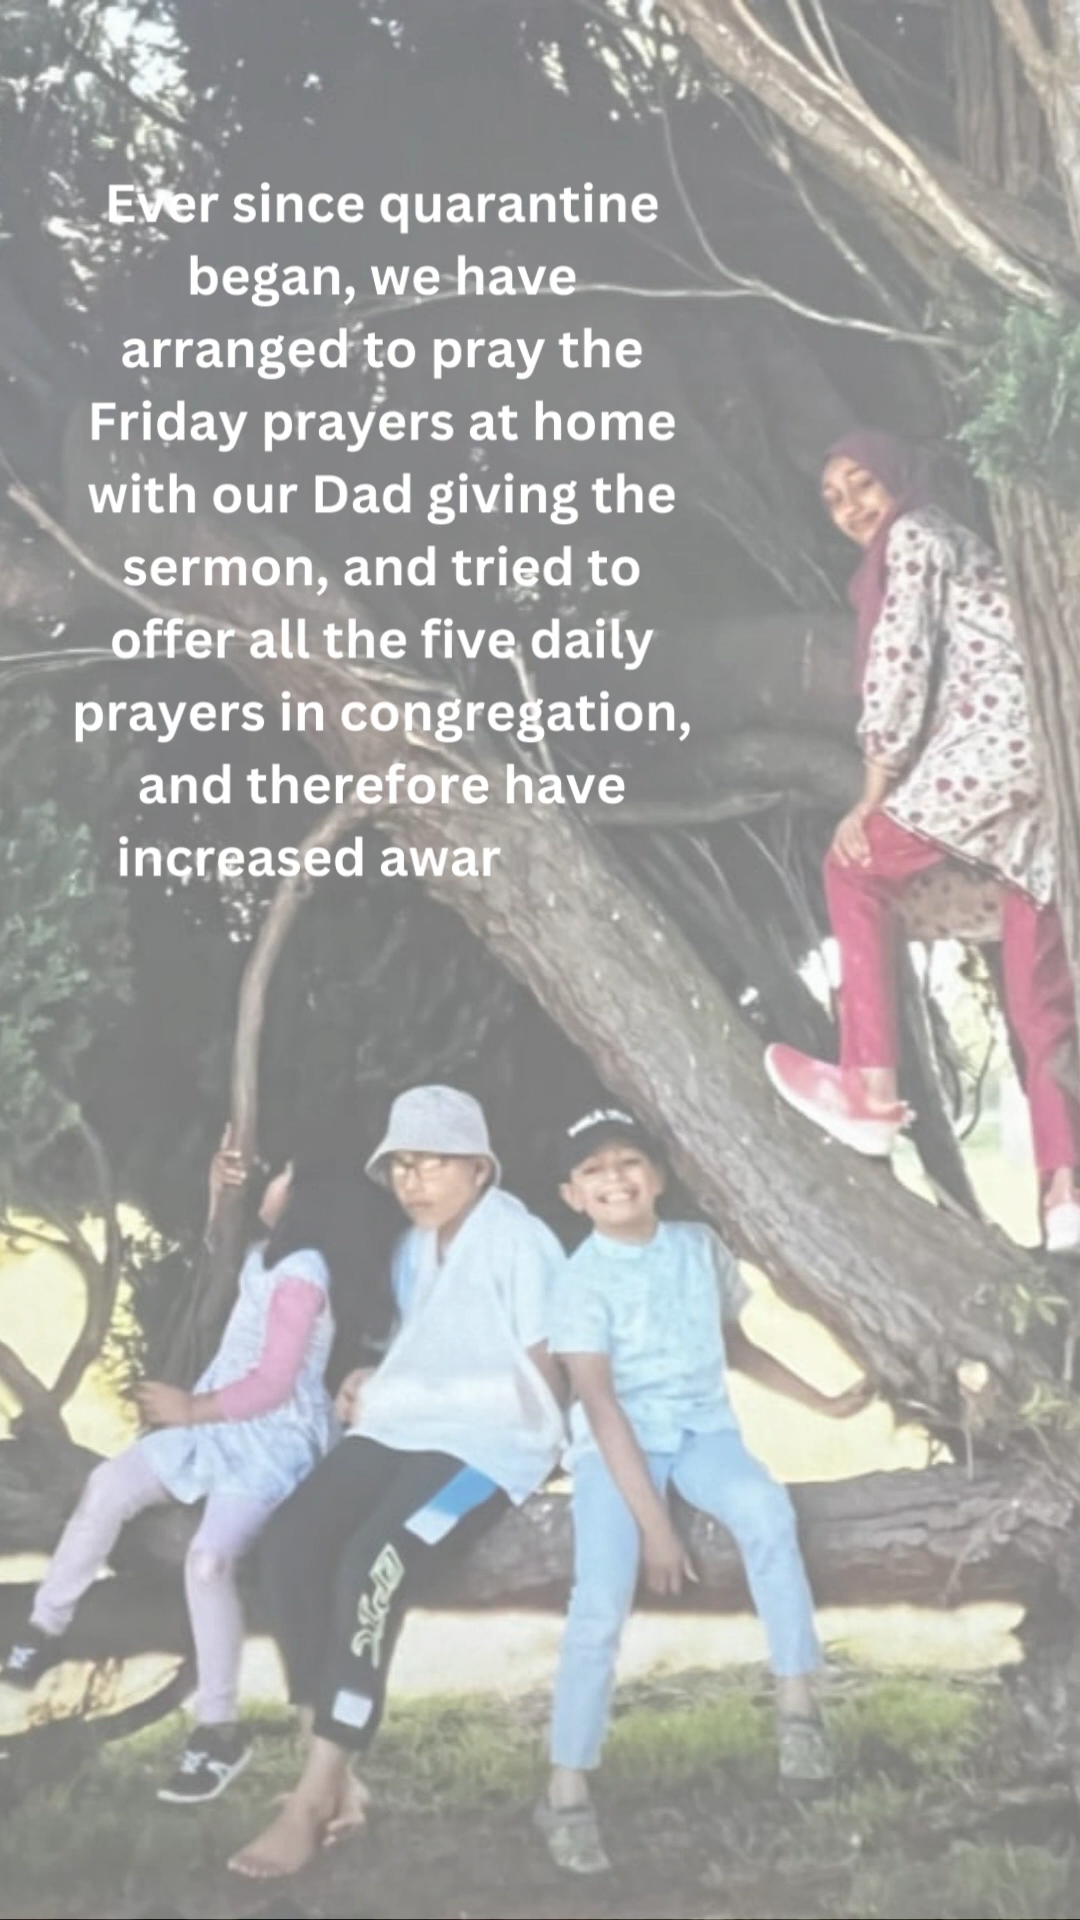 Ever since quarantine
began, we have
arranged to pray the
Friday prayers at home
with our Dad giving the
sermon, and tried to
offer all the five daily
prayers in congregation,
and therefore have
increased awar